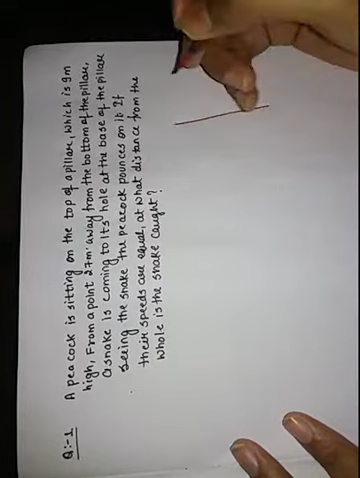 Q:-1 A peacock is sitting on the top of a pillar, which is 9m
high, From a point 27m away from the bottom of the pillar,
a snake is coming to its hole at the base of the pillar
seeing the snake the peacock pounces on it If
their speeds are equal, at what distance from the
whole is the snake caught?